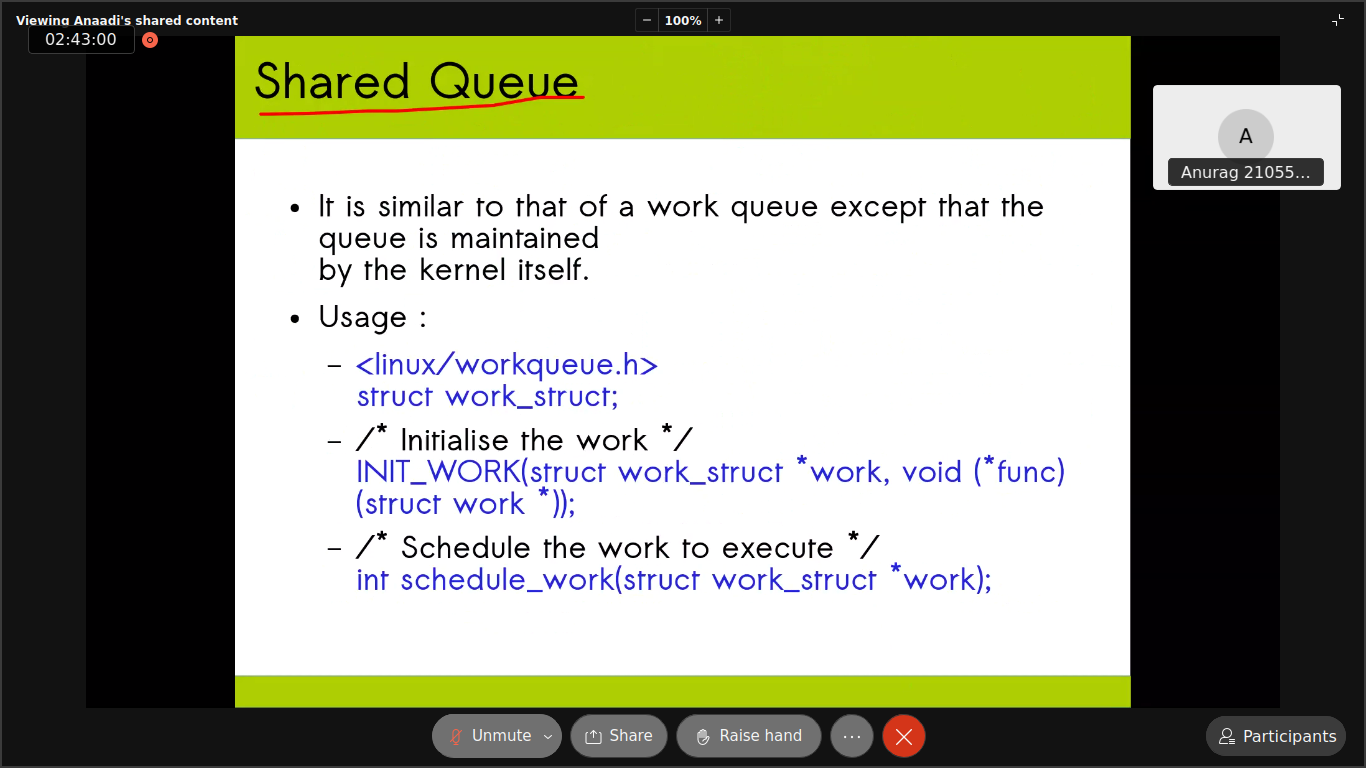 Viewing Anaadi's shared content
− 100% +
02:43:00
Shared Queue
A
Anurag 21055...
• It is similar to that of a work queue except that the
queue is maintained
by the kernel itself.
• Usage :
– <linux/workqueue.h>
struct work_struct;
– /* Initialise the work */
INIT_WORK(struct work_struct *work, void (*func)
(struct work *));
– /* Schedule the work to execute */
int schedule_work(struct work_struct *work);
Unmute Share Raise hand ... Participants